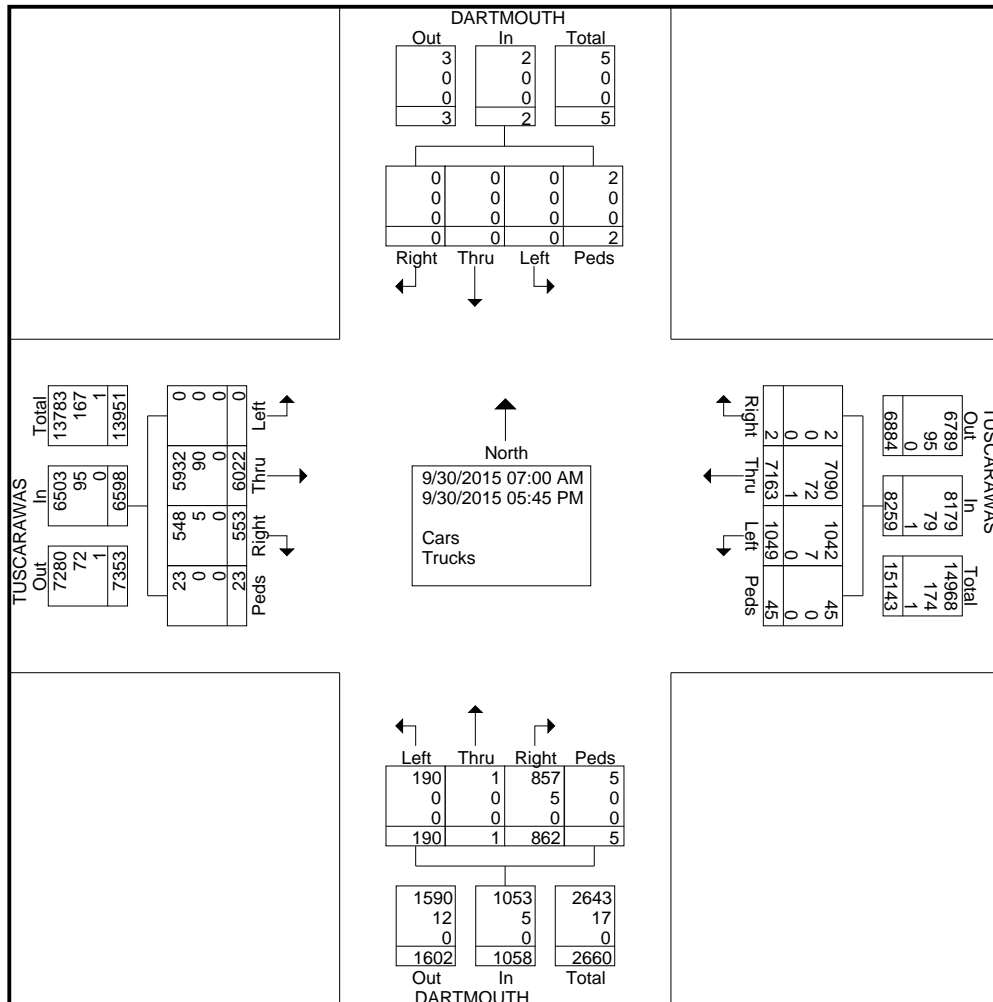 DARTMOUTH
Out In Total
3 2 5
0 0 0
0 0 0
3 2 5
0 0 0 2
0 0 0 0
0 0 0 0
0 0 0 2
Right Thru Left Peds
TUSCARAWAS
Total In Out
13783 6503 7280
167 95 72
1 0 1
13951 6598 7353
0 5932 548 23
0 90 5 0
0 0 0 0
0 6022 553 23
Left Thru Right Peds
North
9/30/2015 07:00 AM
9/30/2015 05:45 PM
Cars
Trucks
Right Thru Left Peds
2 7163 1049 45
0 1 0 0
0 72 7 0
2 7090 1042 45
TUSCARAWAS
Out In Total
6789 8179 14968
95 79 174
0 1 1
6884 8259 15143
Left Thru Right Peds
190 1 857 5
0 0 5 0
0 0 0 0
190 1 862 5
1590 1053 2643
12 5 17
0 0 0
1602 1058 2660
Out In Total
DARTMOUTH